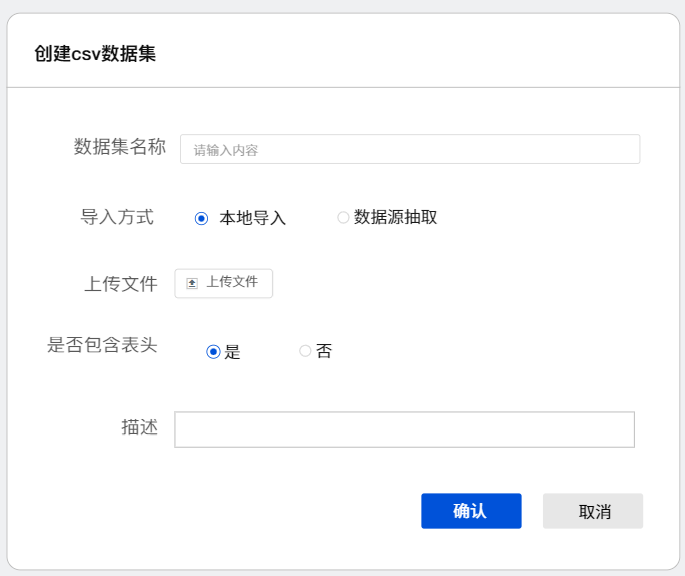 创建csv数据集
数据集名称 请输入内容
导入方式 本地导入 数据源抽取
上传文件 上传文件
是否包含表头 是 否
描述
确认 取消